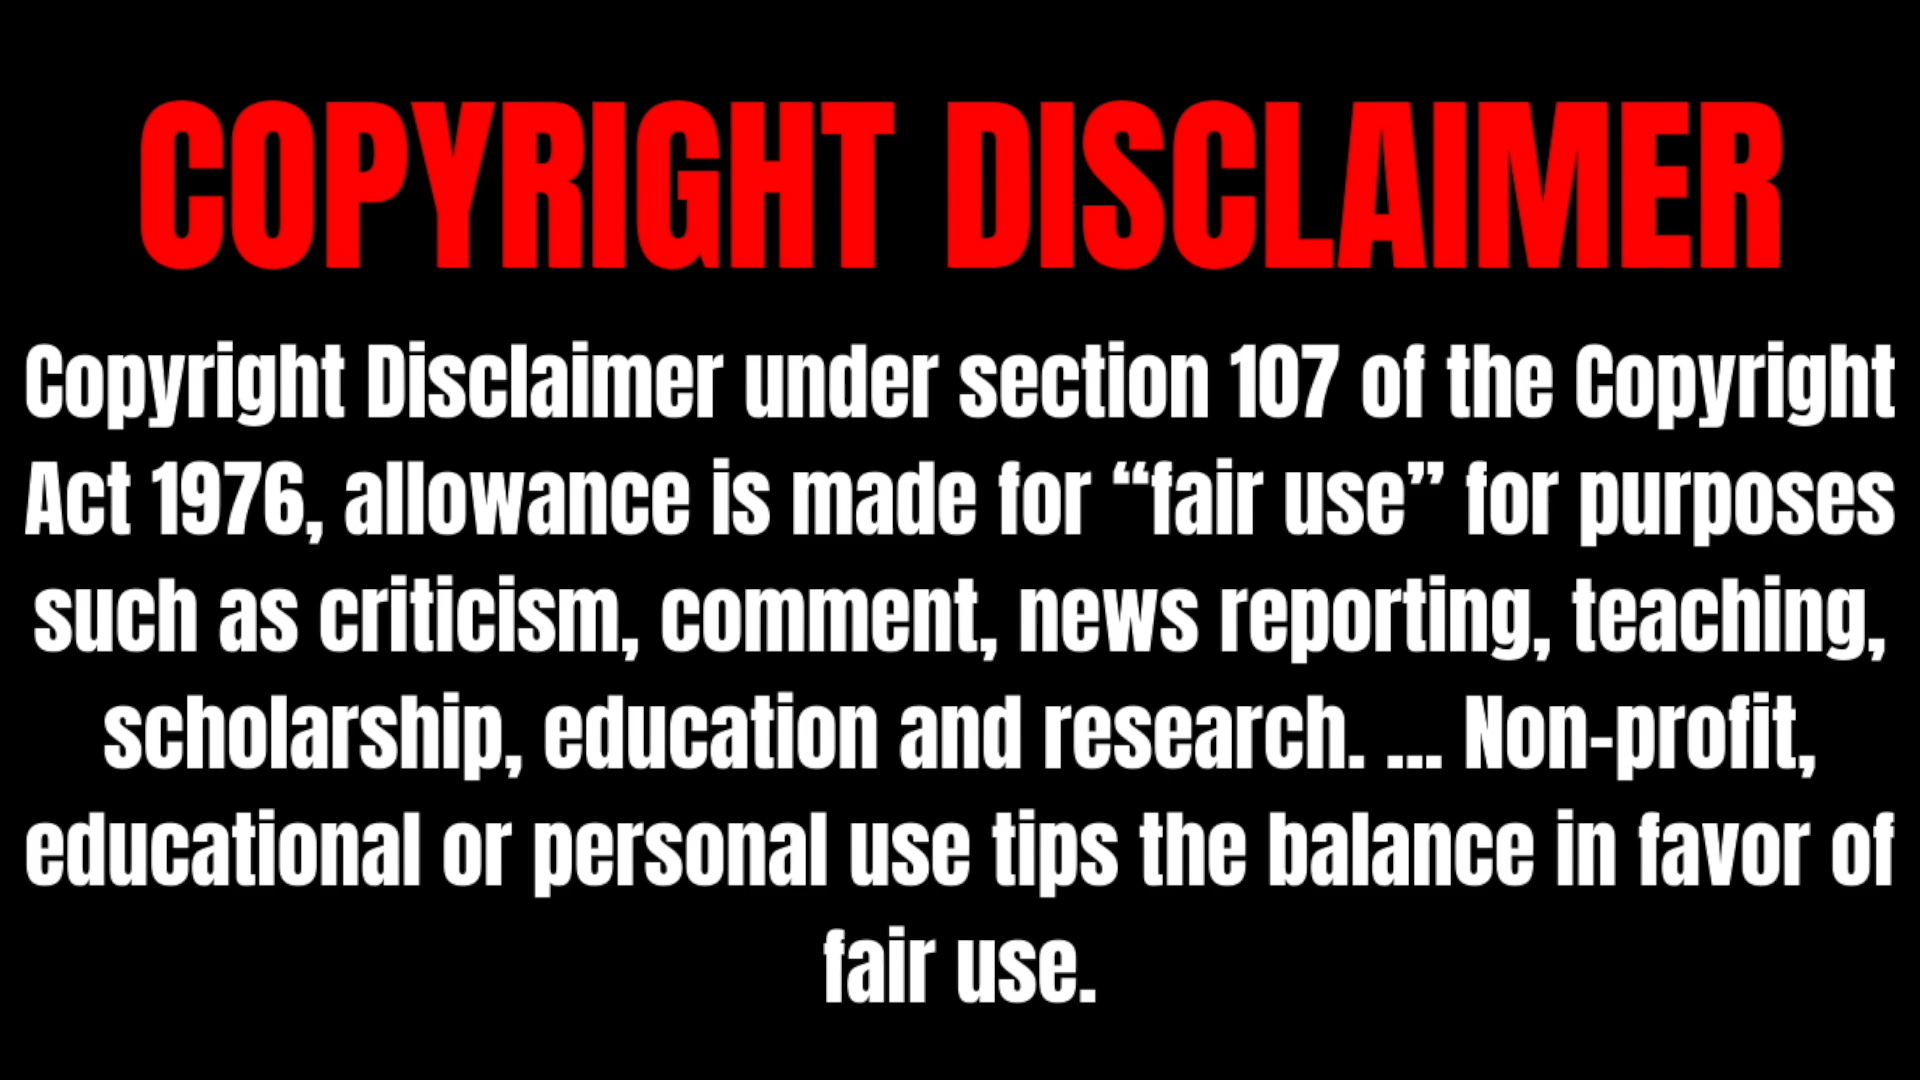 COPYRIGHT DISCLAIMER
Copyright Disclaimer under section 107 of the Copyright
Act 1976, allowance is made for “fair use” for purposes
such as criticism, comment, news reporting, teaching,
scholarship, education and research. ... Non-profit,
educational or personal use tips the balance in favor of
fair use.